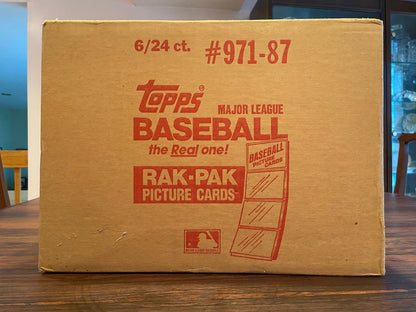 6/24 ct. #971-87
Topps®
MAJOR LEAGUE
BASEBALL
the Real one!
RAK-PAK
PICTURE CARDS
BASEBALL
PICTURE CARDS